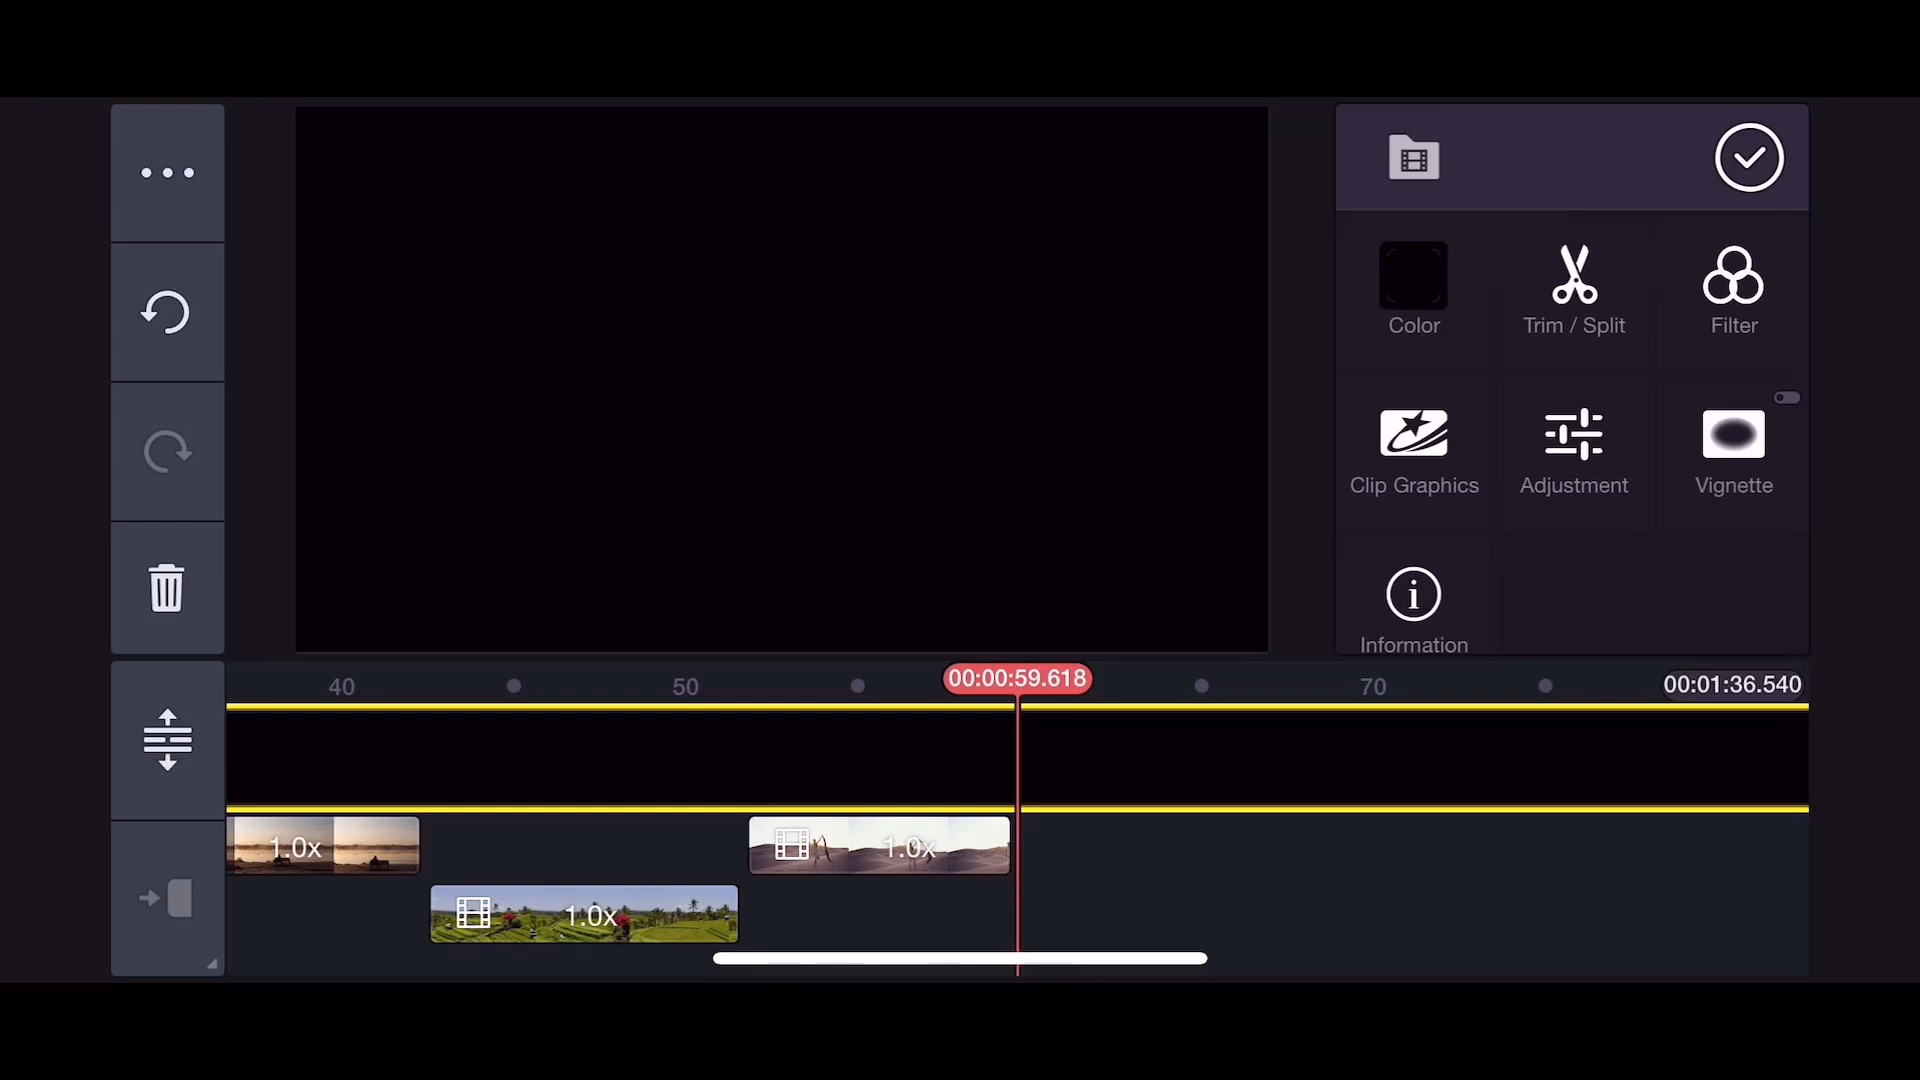 Color
Trim / Split
Filter
Clip Graphics
Adjustment
Vignette
i
Information
40
50
00:00:59.618
70
00:01:36.540
1.0x
1.0x
1.0x